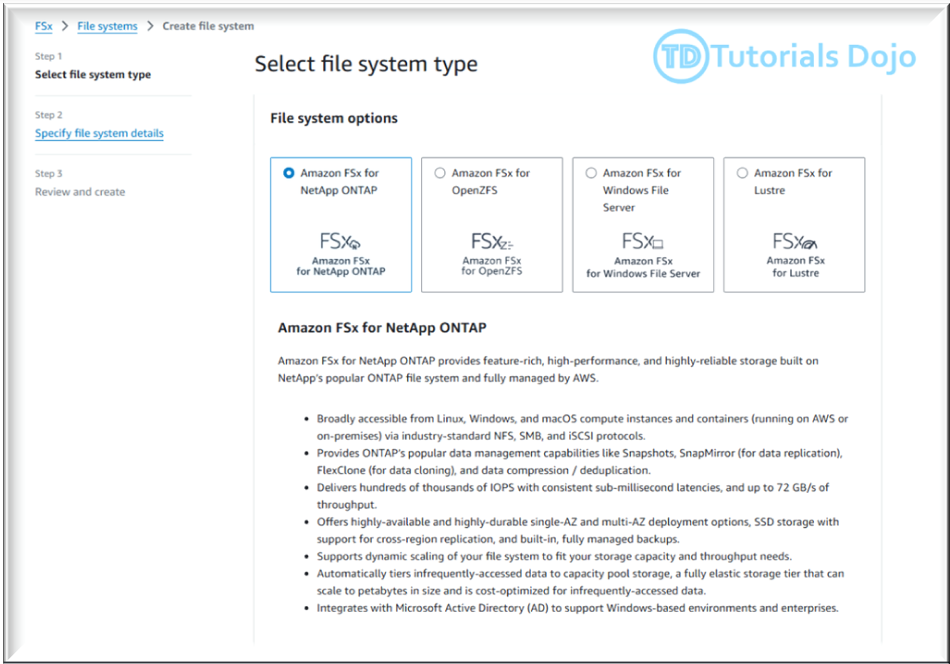 FSx > File systems > Create file system
TD Tutorials Dojo
Step 1
Select file system type
Step 2
Specify file system details
Step 3
Review and create
Select file system type
File system options
Amazon FSx for
NetApp ONTAP
FSx
Amazon FSx
for NetApp ONTAP
Amazon FSx for
OpenZFS
FSxZ
Amazon FSx
for OpenZFS
Amazon FSx for
Windows File
Server
FSx
Amazon FSx
for Windows File Server
Amazon FSx for
Lustre
FSx
Amazon FSx
for Lustre
Amazon FSx for NetApp ONTAP
Amazon FSx for NetApp ONTAP provides feature-rich, high-performance, and highly-reliable storage built on
NetApp's popular ONTAP file system and fully managed by AWS.
• Broadly accessible from Linux, Windows, and macOS compute instances and containers (running on AWS or
on-premises) via industry-standard NFS, SMB, and iSCSI protocols.
• Provides ONTAP's popular data management capabilities like Snapshots, SnapMirror (for data replication),
FlexClone (for data cloning), and data compression / deduplication.
• Delivers hundreds of thousands of IOPS with consistent sub-millisecond latencies, and up to 72 GB/s of
throughput.
• Offers highly-available and highly-durable single-AZ and multi-AZ deployment options, SSD storage with
support for cross-region replication, and built-in, fully managed backups.
• Supports dynamic scaling of your file system to fit your storage capacity and throughput needs.
• Automatically tiers infrequently-accessed data to capacity pool storage, a fully elastic storage tier that can
scale to petabytes in size and is cost-optimized for infrequently-accessed data.
• Integrates with Microsoft Active Directory (AD) to support Windows-based environments and enterprises.